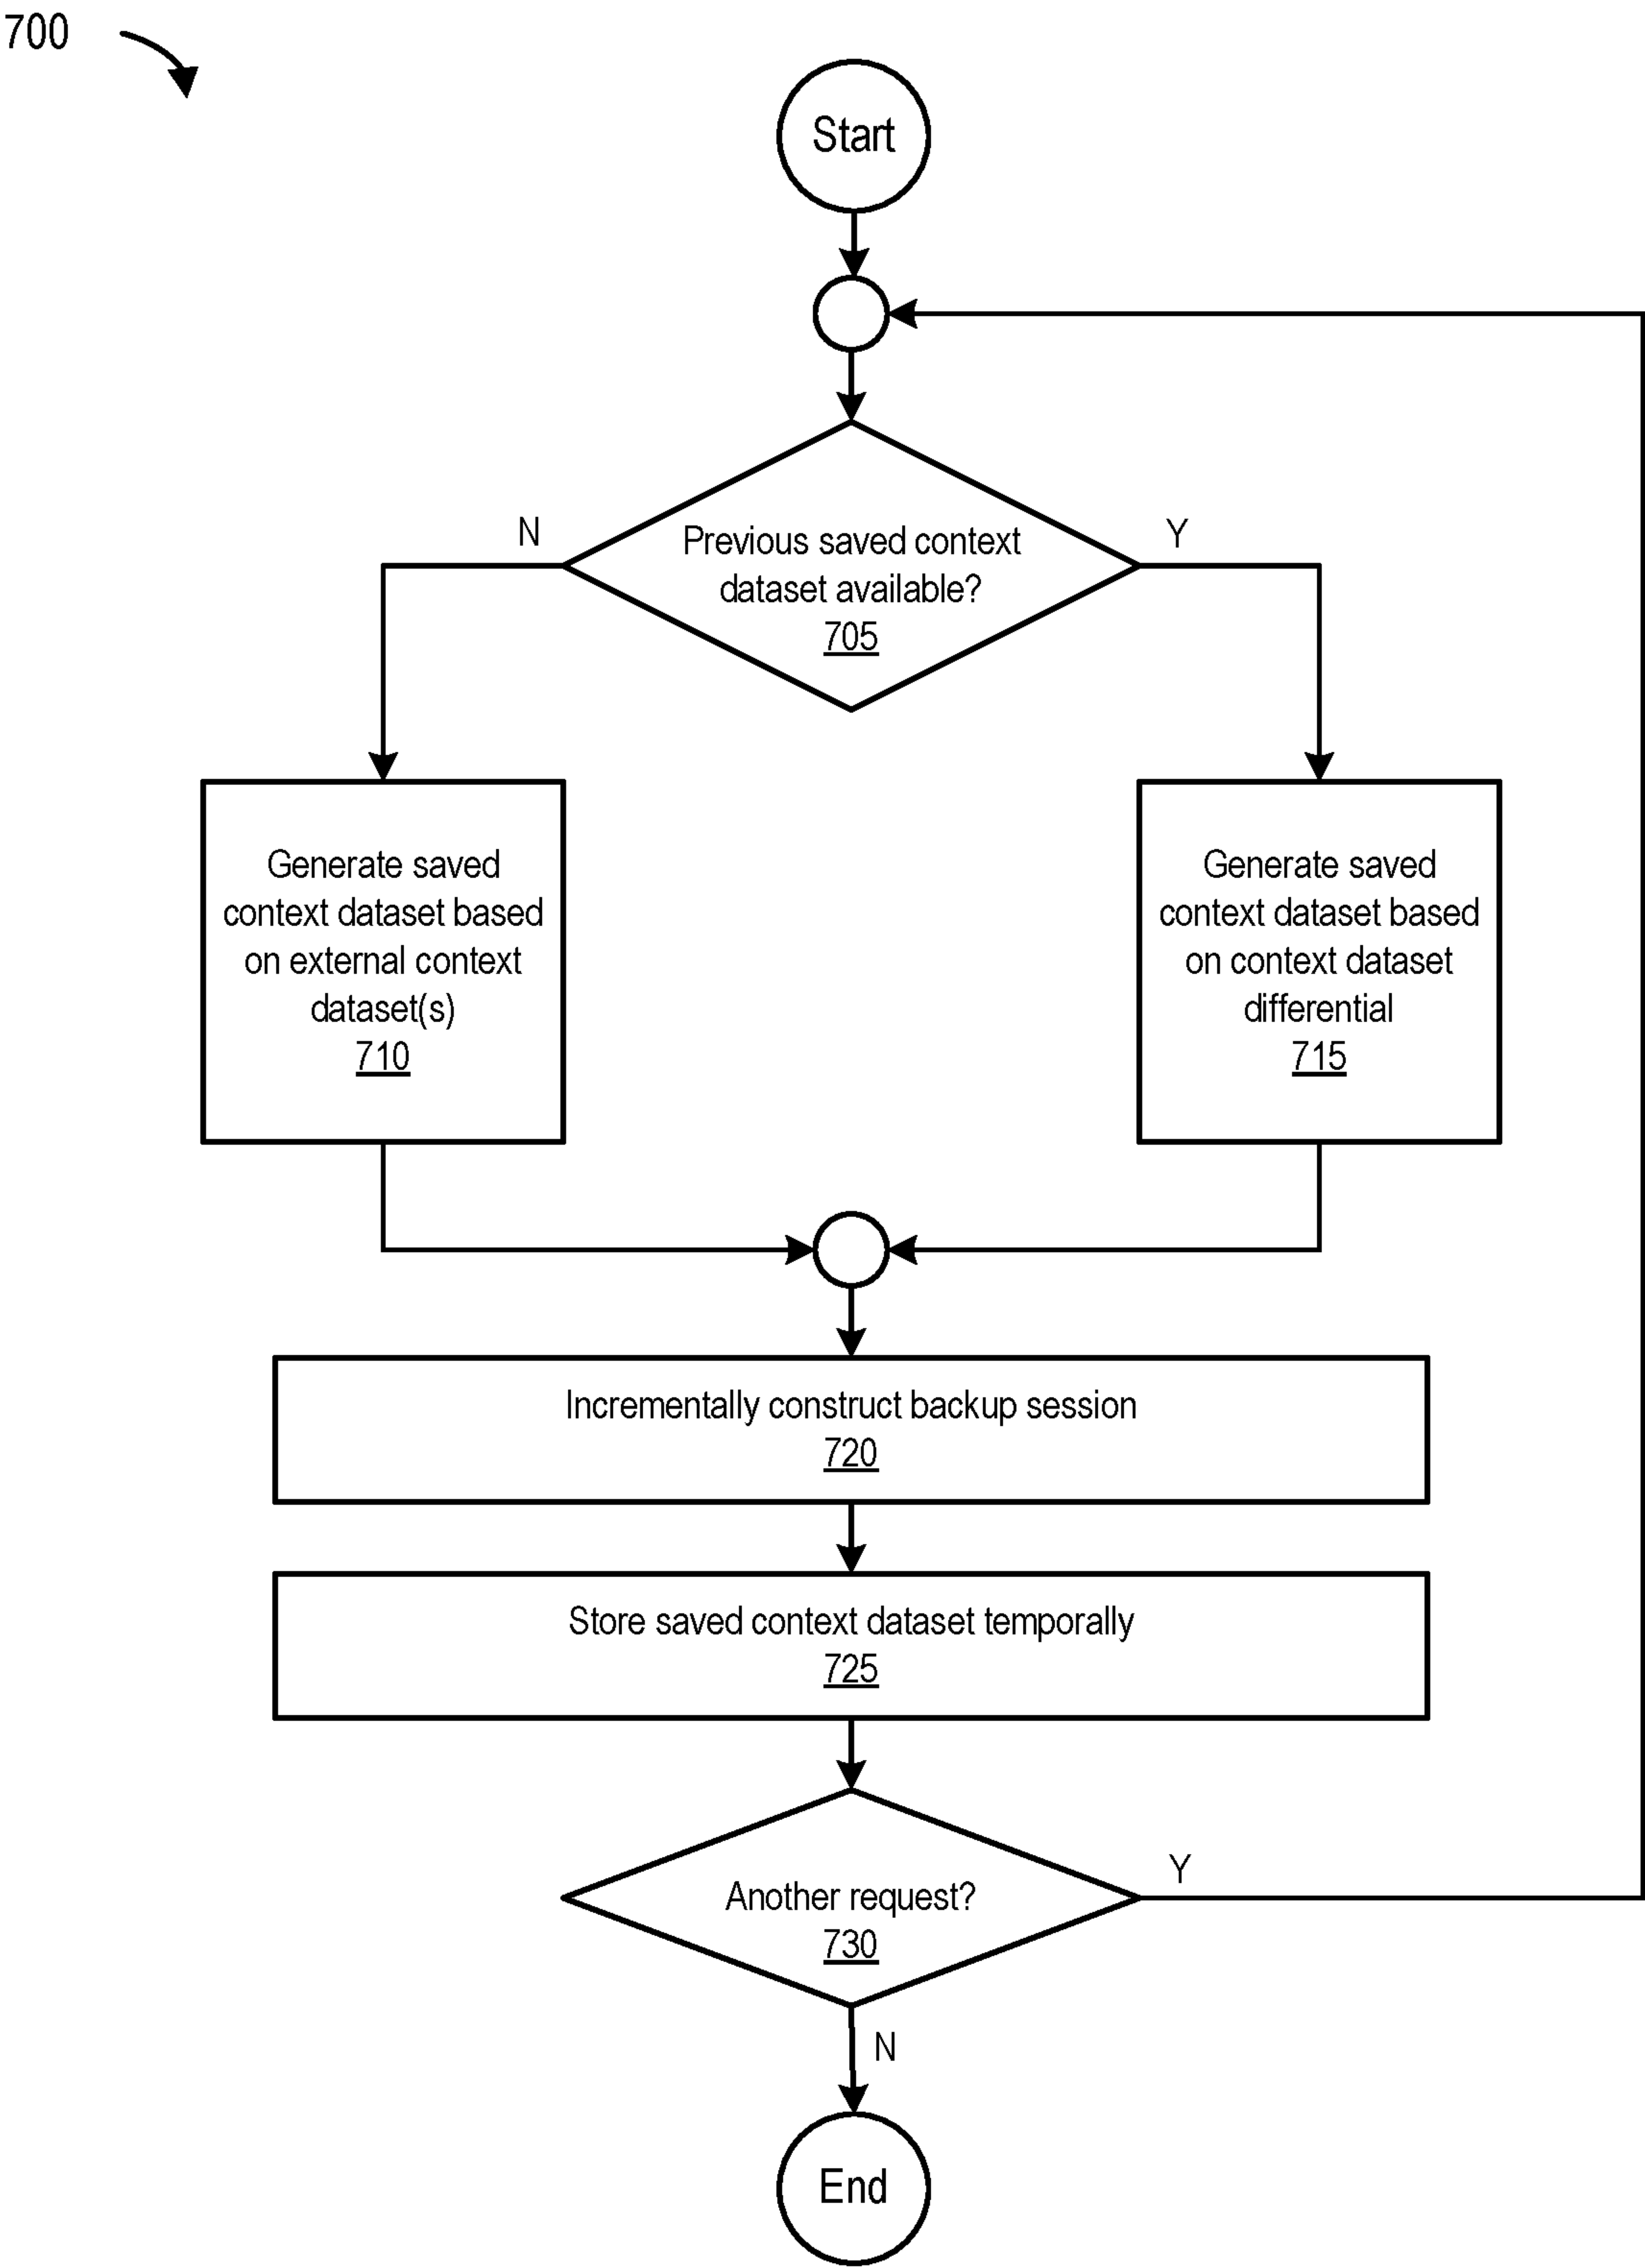 700
Start
Previous saved context
dataset available?
705
N
Y
Generate saved
context dataset based
on external context
dataset(s)
710
Generate saved
context dataset based
on context dataset
differential
715
Incrementally construct backup session
720
Store saved context dataset temporally
725
Another request?
730
Y
N
End